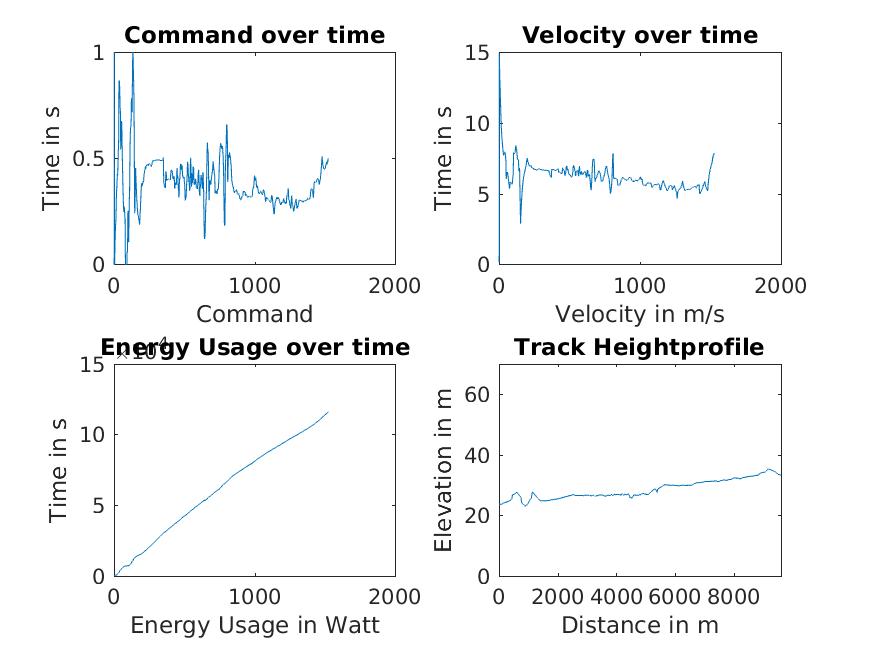 Command over time
1
0.5
0
Time in s
0 1000 2000
Command
Velocity over time
15
10
5
0
Time in s
0 1000 2000
Velocity in m/s
Energy Usage over time
×10^4
15
10
5
0
Time in s
0 1000 2000
Energy Usage in Watt
Track Heightprofile
60
40
20
0
Elevation in m
0 2000 4000 6000 8000
Distance in m